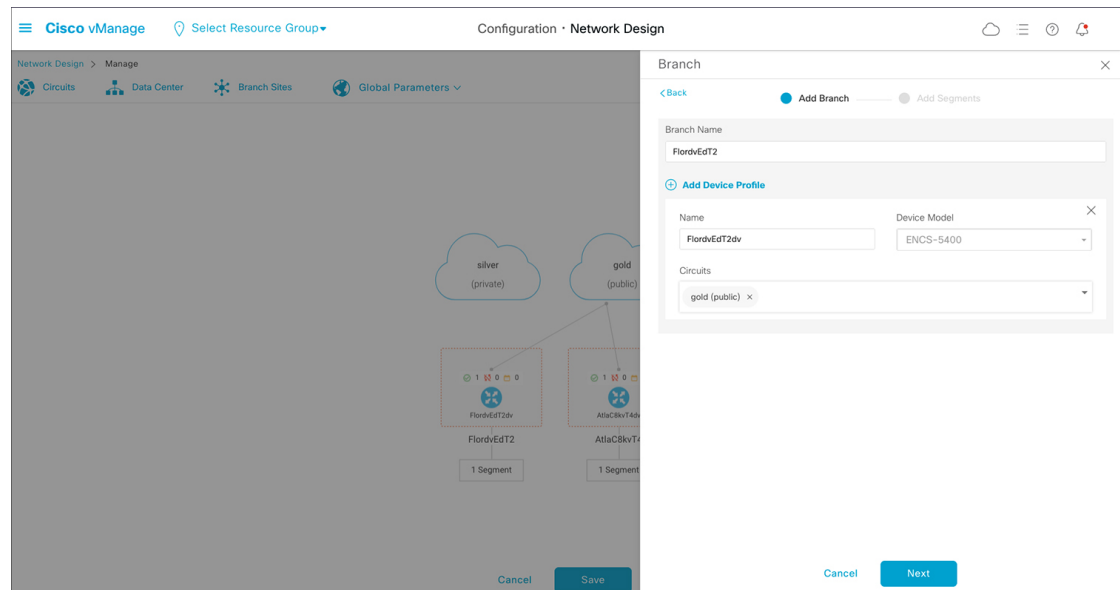 Cisco vManage
Select Resource Group
Configuration · Network Design
Network Design > Manage
Circuits
Data Center
Branch Sites
Global Parameters
silver
(private)
gold
(public)
1 0 0
FlordvEdT2dv
FlordvEdT2
1 Segment
1 0
AtlaC8kvT4dv
AtlaC8kvT4
1 Segment
Cancel
Save
Branch
<Back
Add Branch
Add Segments
Branch Name
FlordvEdT2
Add Device Profile
Name
Device Model
FlordvEdT2dv
ENCS-5400
Circuits
gold (public) ×
Cancel
Next